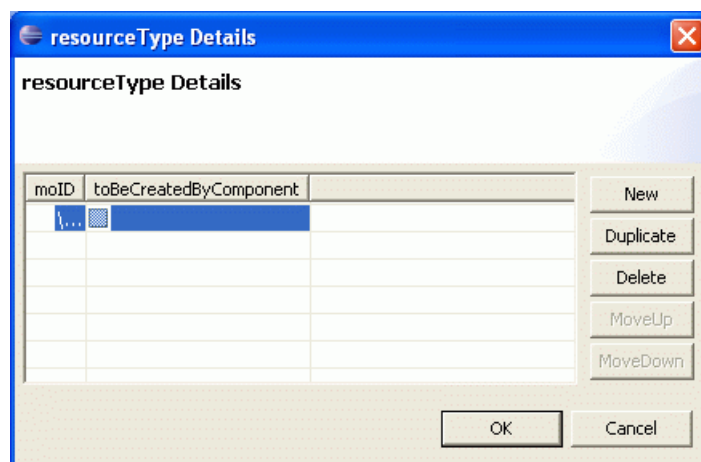 resourceType Details
resourceType Details
moID toBeCreatedByComponent
\...
New
Duplicate
Delete
MoveUp
MoveDown
OK Cancel